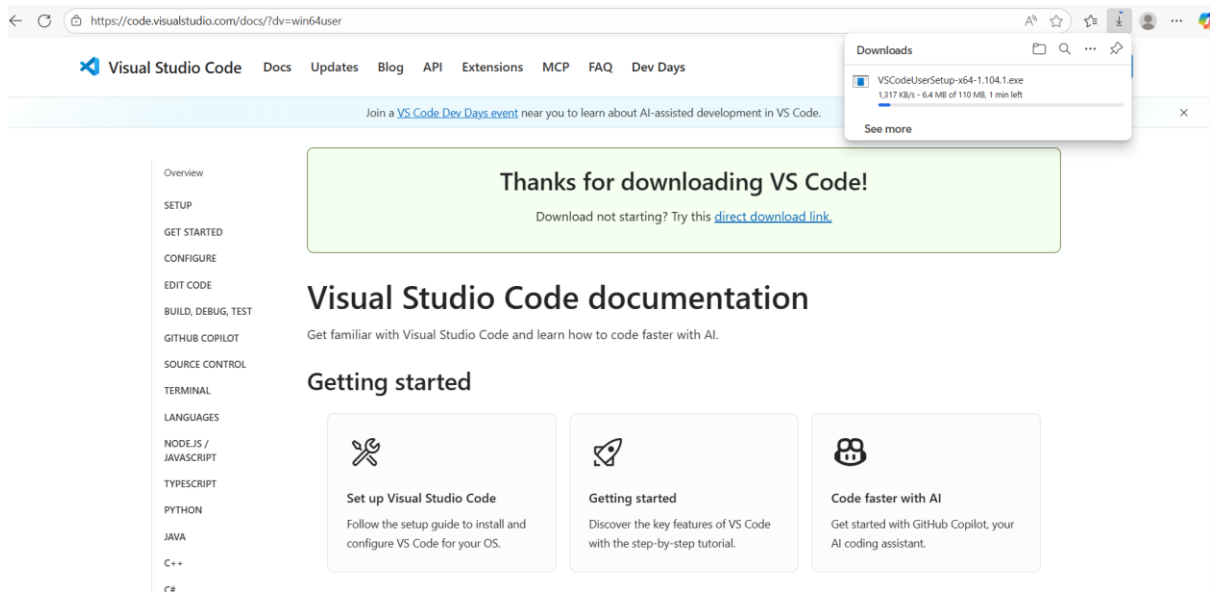 https://code.visualstudio.com/docs/?dv=win64user
Downloads
VSCodeUserSetup-x64-1.104.1.exe
1,317 KB/s - 6.4 MB of 110 MB, 1 min left
See more
Visual Studio Code Docs Updates Blog API Extensions MCP FAQ Dev Days
Join a VS Code Dev Days event near you to learn about AI-assisted development in VS Code.
Overview
SETUP
GET STARTED
CONFIGURE
EDIT CODE
BUILD, DEBUG, TEST
GITHUB COPILOT
SOURCE CONTROL
TERMINAL
LANGUAGES
NODE.JS /
JAVASCRIPT
TYPESCRIPT
PYTHON
JAVA
C++
C#
Thanks for downloading VS Code!
Download not starting? Try this direct download link.
Visual Studio Code documentation
Get familiar with Visual Studio Code and learn how to code faster with AI.
Getting started
Set up Visual Studio Code
Follow the setup guide to install and
configure VS Code for your OS.
Getting started
Discover the key features of VS Code
with the step-by-step tutorial.
Code faster with AI
Get started with GitHub Copilot, your
AI coding assistant.